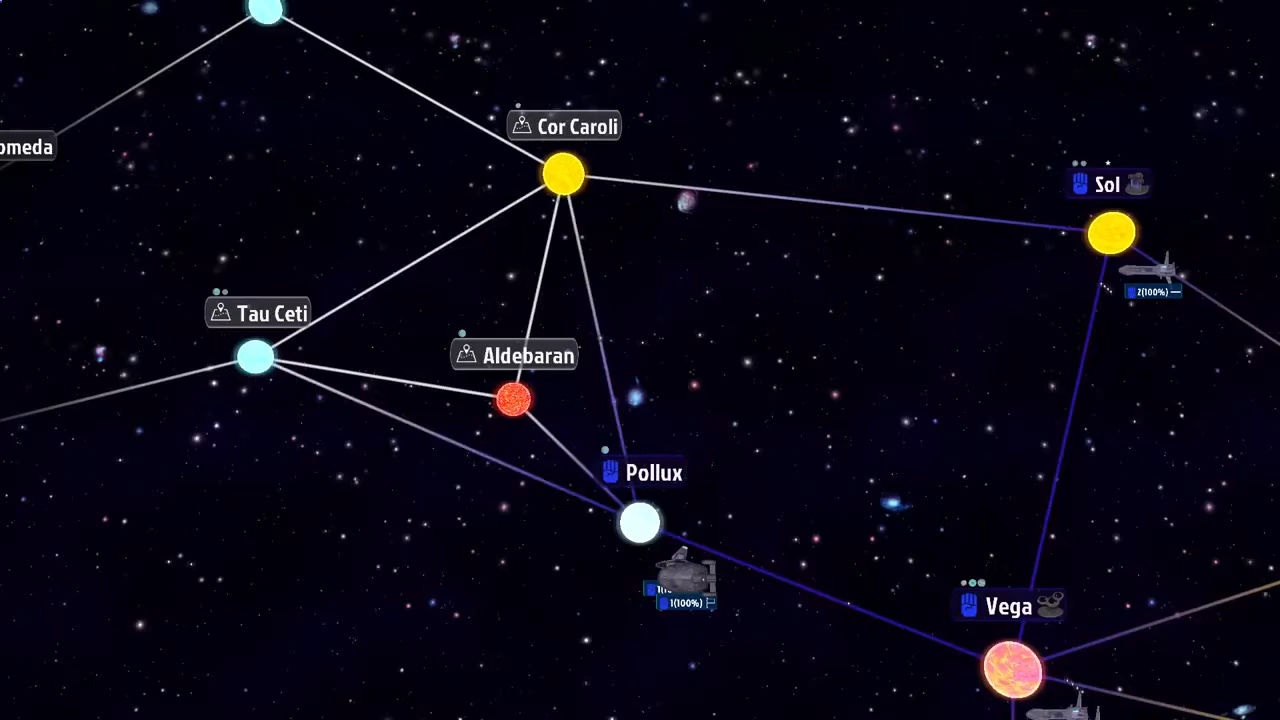 Cor Caroli
omeda
Sol
2(100%)
Tau Ceti
Aldebaran
Pollux
1(100%)
Vega